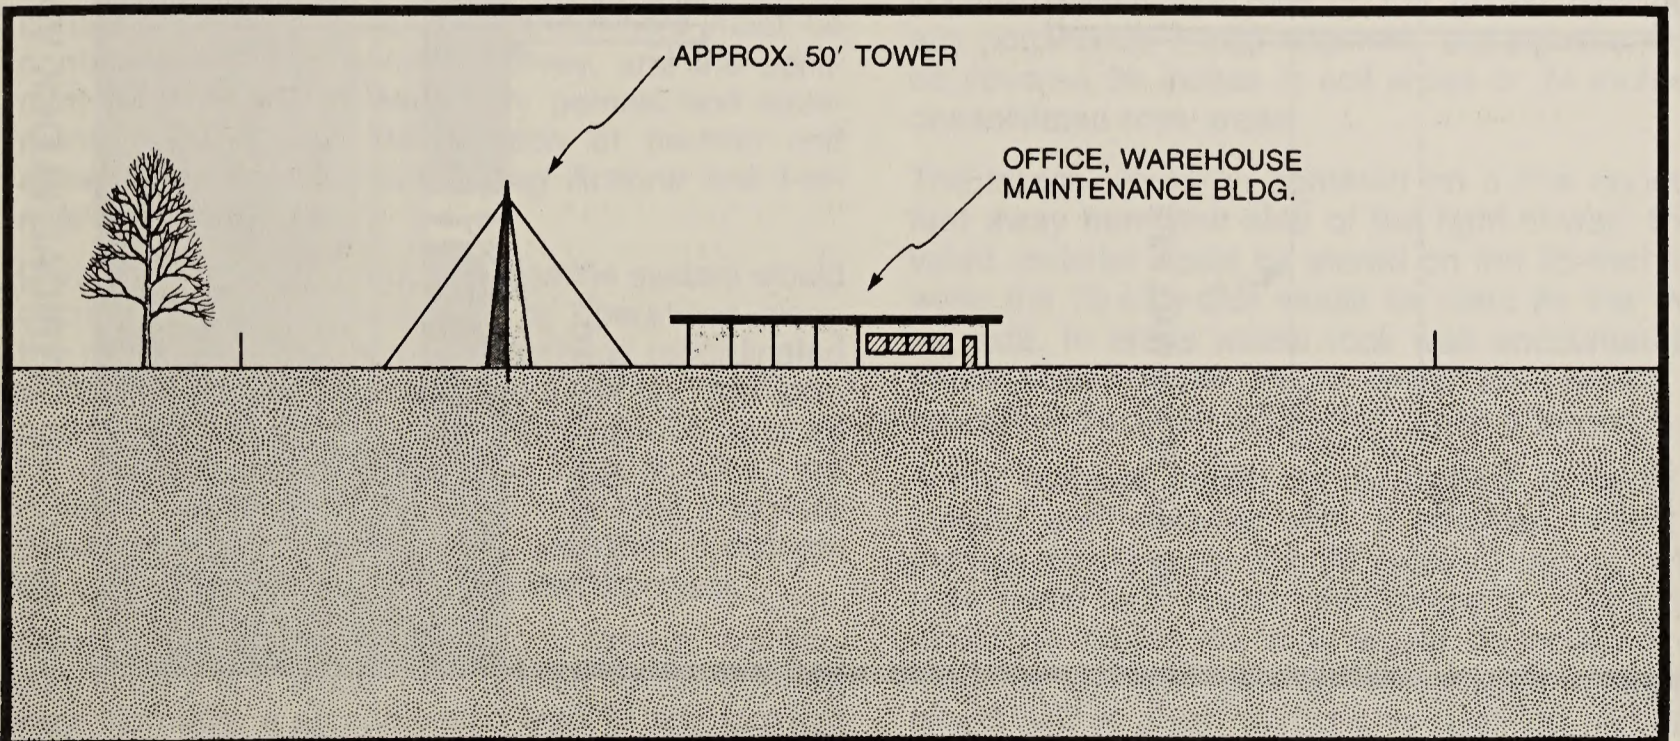 APPROX. 50' TOWER
OFFICE, WAREHOUSE
MAINTENANCE BLDG.